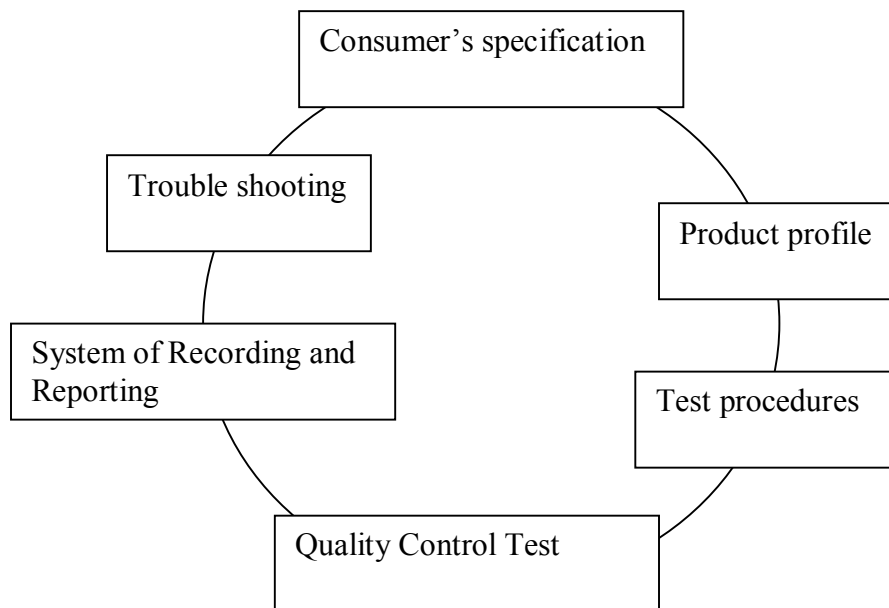 Consumer’s specification
Trouble shooting
Product profile
System of Recording and
Reporting
Test procedures
Quality Control Test